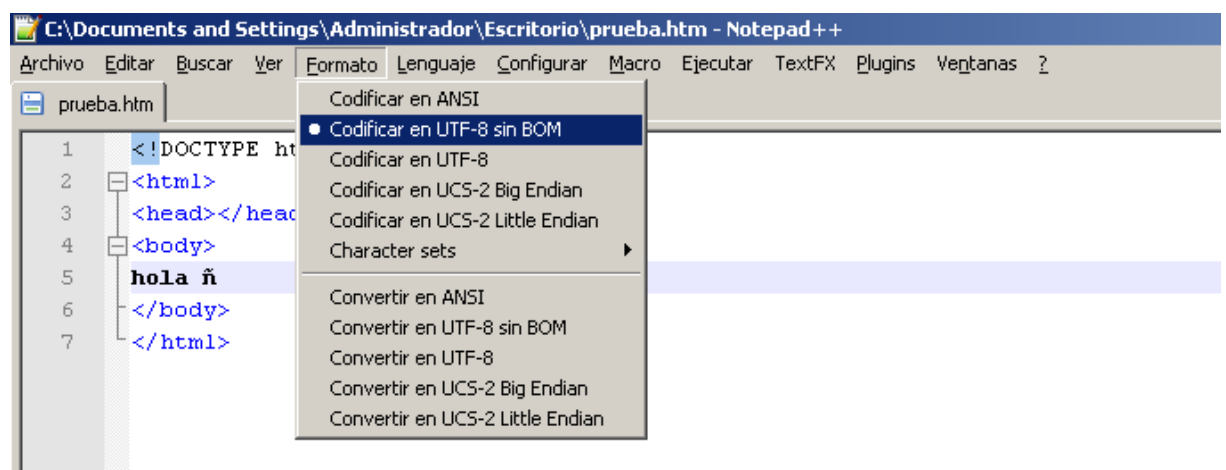 C:\Documents and Settings\Administrador\Escritorio\prueba.htm - Notepad++
Archivo Editar Buscar Ver Formato Lenguaje Configurar Macro Ejecutar TextFX Plugins Ventanas ?
prueba.htm
Codificar en ANSI
Codificar en UTF-8 sin BOM
Codificar en UTF-8
Codificar en UCS-2 Big Endian
Codificar en UCS-2 Little Endian
Character sets
Convertir en ANSI
Convertir en UTF-8 sin BOM
Convertir en UTF-8
Convertir en UCS-2 Big Endian
Convertir en UCS-2 Little Endian
1 <!DOCTYPE ht
2 <html>
3 <head></head
4 <body>
5 hola ñ
6 </body>
7 </html>